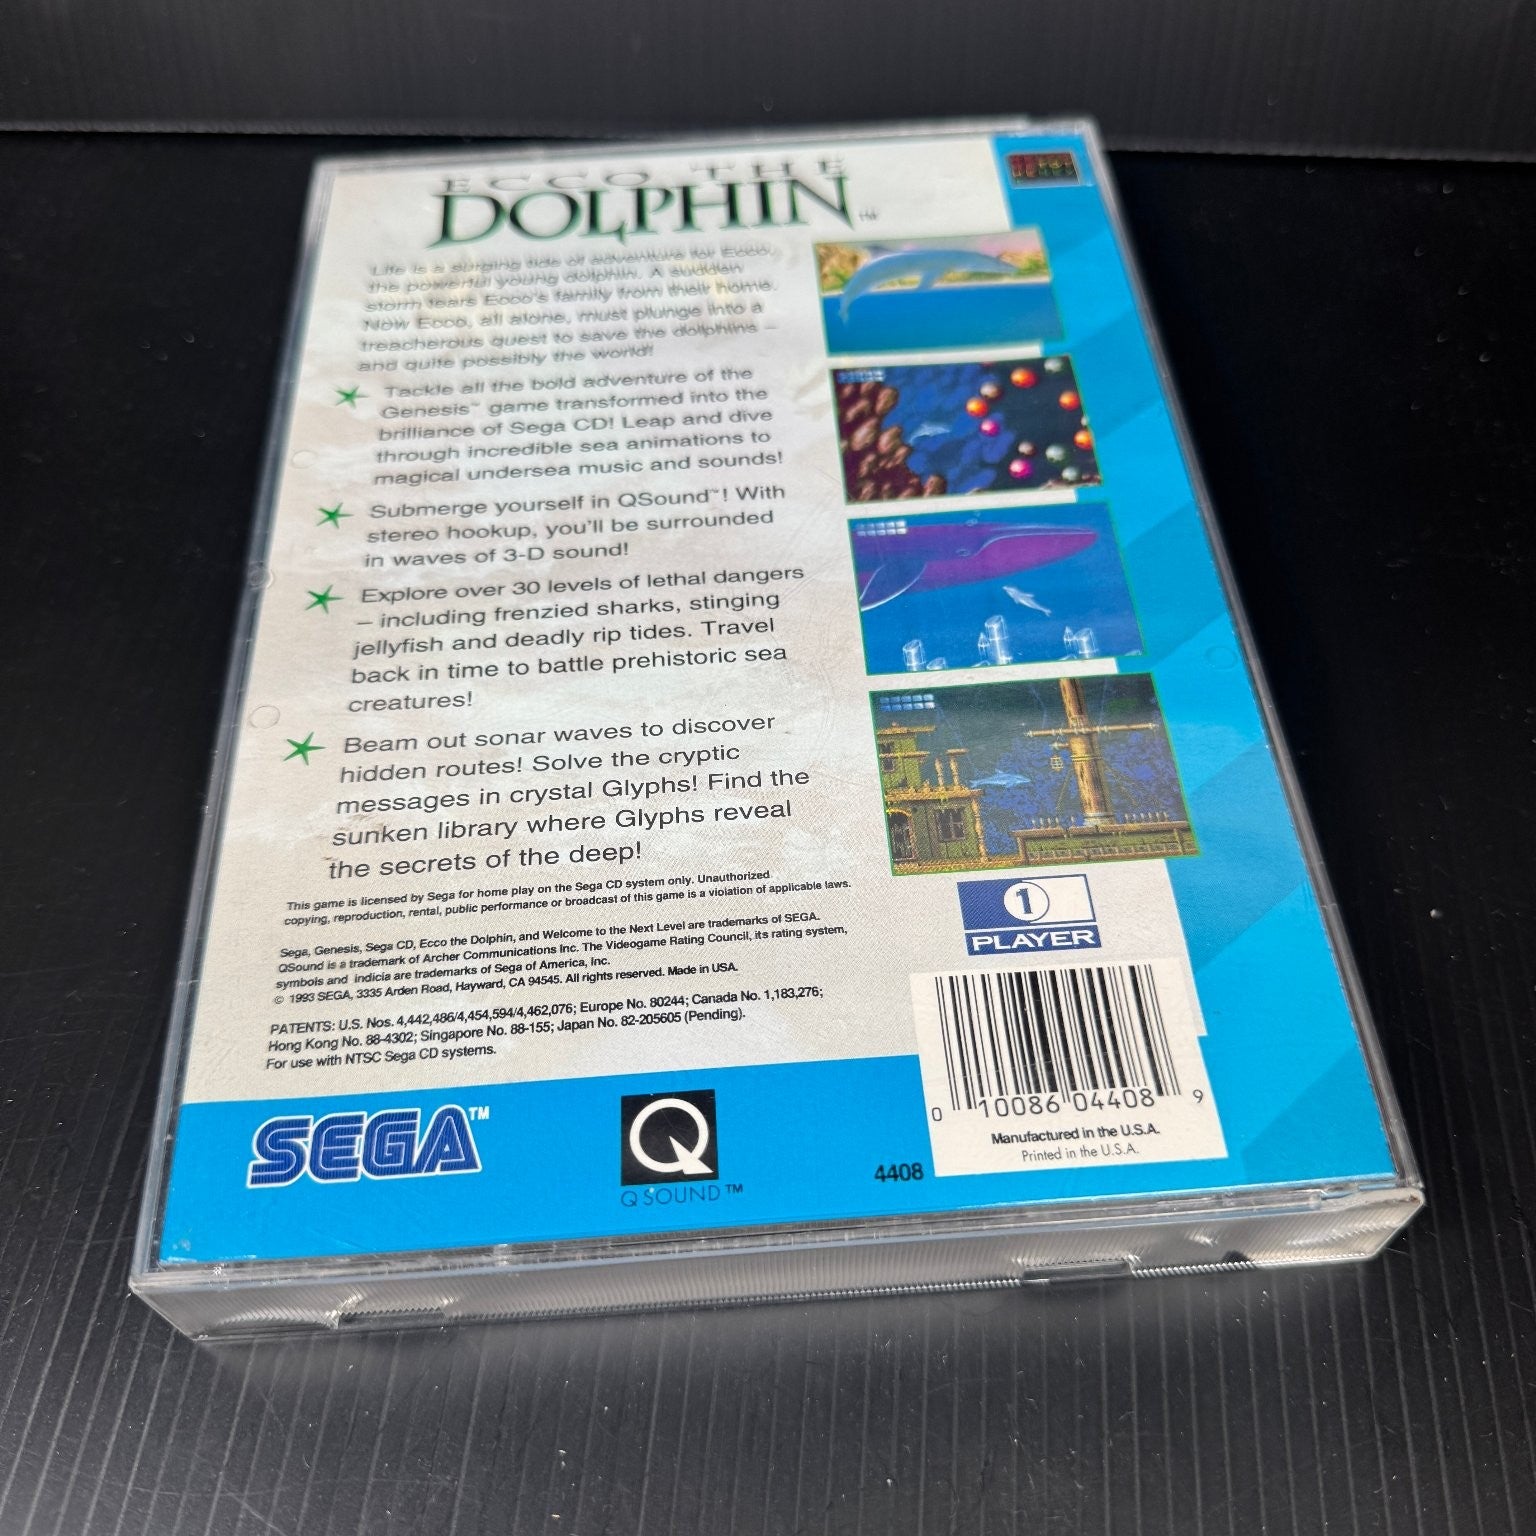 ECCO THE
DOLPHIN™
Life is a surging tide of adventure for Ecco,
the powerful young dolphin. A sudden
storm tears Ecco's family from their home.
Now Ecco, all alone, must plunge into a
treacherous quest to save the dolphins –
and quite possibly the world!
Tackle all the bold adventure of the
Genesis™ game transformed into the
brilliance of Sega CD! Leap and dive
through incredible sea animations to
magical undersea music and sounds!
Submerge yourself in QSound™! With
stereo hookup, you'll be surrounded
in waves of 3-D sound!
Explore over 30 levels of lethal dangers
– including frenzied sharks, stinging
jellyfish and deadly rip tides. Travel
back in time to battle prehistoric sea
creatures!
Beam out sonar waves to discover
hidden routes! Solve the cryptic
messages in crystal Glyphs! Find the
sunken library where Glyphs reveal
the secrets of the deep!
This game is licensed by Sega for home play on the Sega CD system only. Unauthorized
copying, reproduction, rental, public performance or broadcast of this game is a violation of applicable laws.
Sega, Genesis, Sega CD, Ecco the Dolphin, and Welcome to the Next Level are trademarks of SEGA.
QSound is a trademark of Archer Communications Inc. The Videogame Rating Council, its rating system,
symbols and indicia are trademarks of Sega of America, Inc.
© 1993 SEGA, 3335 Arden Road, Hayward, CA 94545. All rights reserved. Made in USA.
PATENTS: U.S. Nos. 4,442,486/4,454,594/4,462,076; Europe No. 80244; Canada No. 1,183,276;
Hong Kong No. 88-4302; Singapore No. 88-155; Japan No. 82-205605 (Pending).
For use with NTSC Sega CD systems.
1
PLAYER
0 10086 04408 9
Manufactured in the U.S.A.
Printed in the U.S.A.
4408
SEGA™
Q
QSOUND™